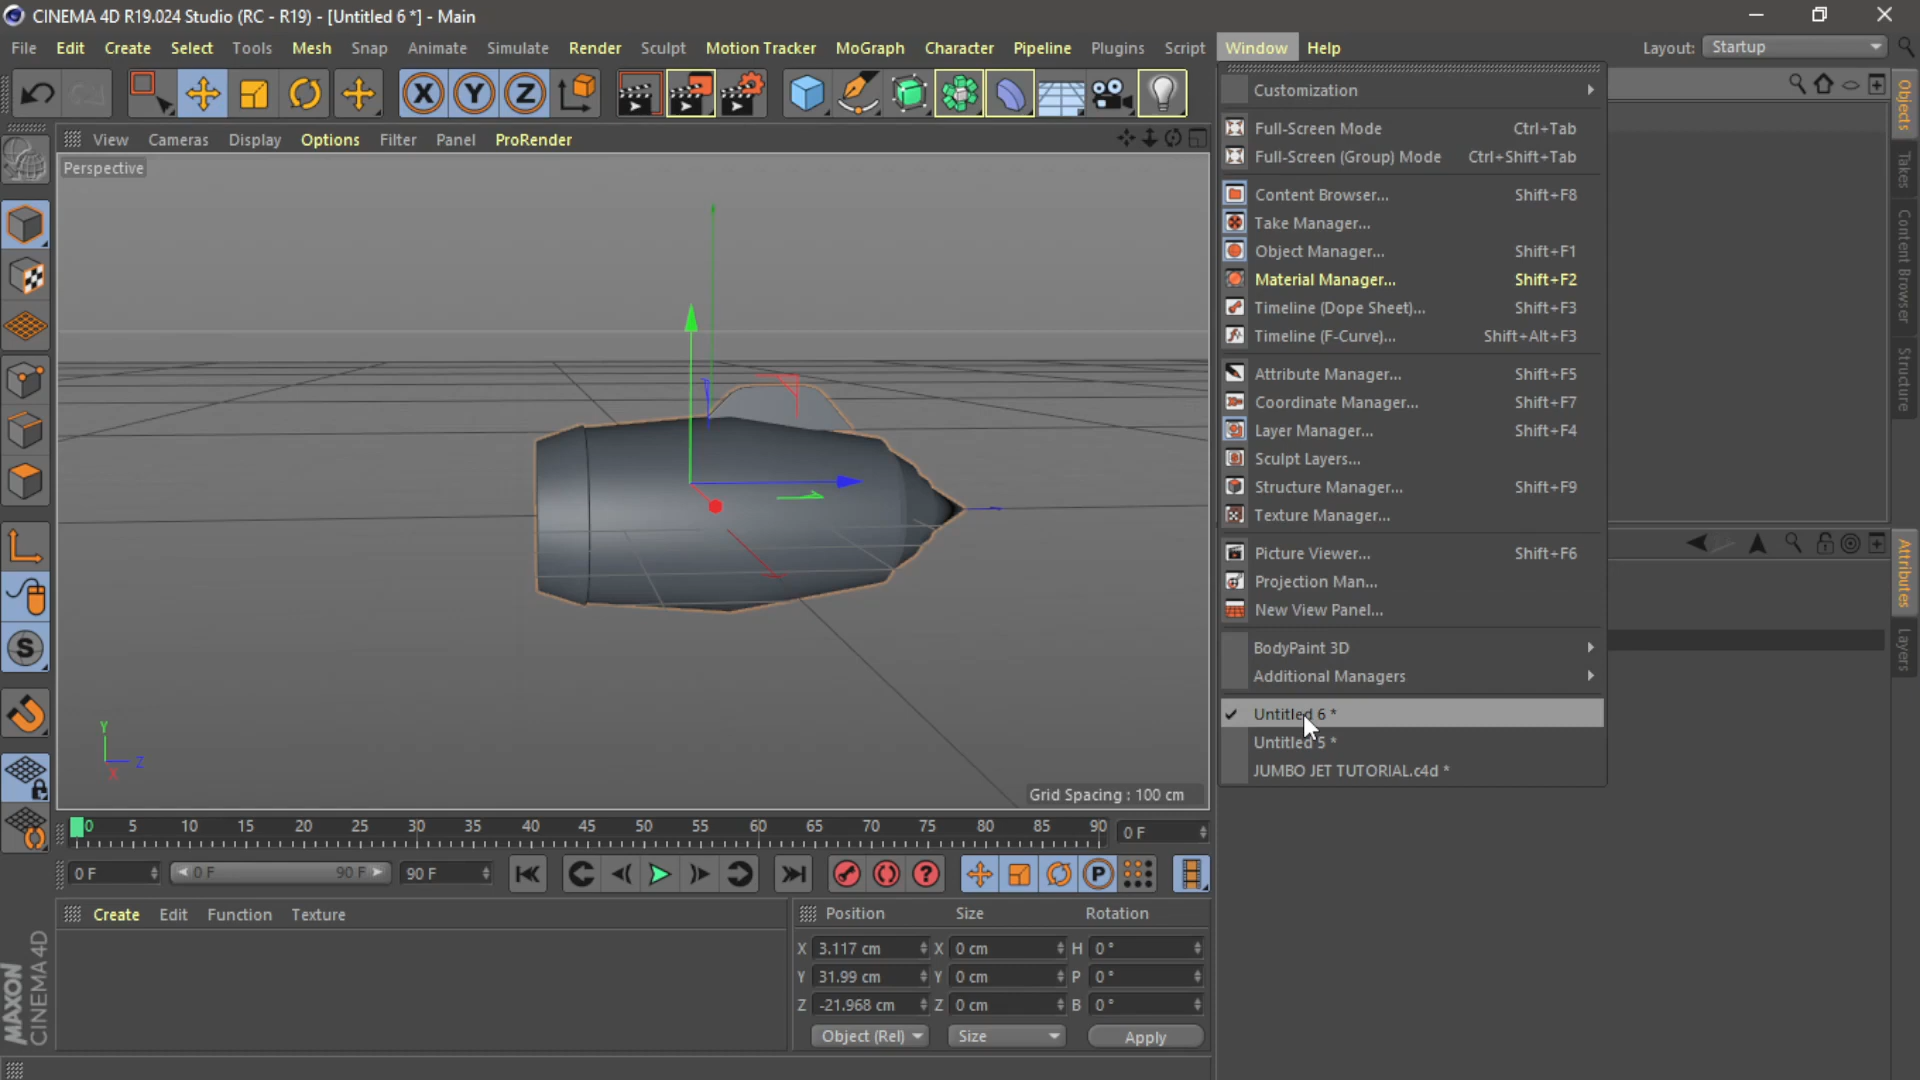 CINEMA 4D R19.024 Studio (RC - R19) - [Untitled 6 *] - Main
File Edit Create Select Tools Mesh Snap Animate Simulate Render Sculpt Motion Tracker MoGraph Character Pipeline Plugins Script Window Help Layout: Startup
X Y Z
View Cameras Display Options Filter Panel ProRender
Perspective
Customization
Full-Screen Mode Ctrl+Tab
Full-Screen (Group) Mode Ctrl+Shift+Tab
Content Browser... Shift+F8
Take Manager...
Object Manager... Shift+F1
Material Manager... Shift+F2
Timeline (Dope Sheet)... Shift+F3
Timeline (F-Curve)... Shift+Alt+F3
Attribute Manager... Shift+F5
Coordinate Manager... Shift+F7
Layer Manager... Shift+F4
Sculpt Layers...
Structure Manager... Shift+F9
Texture Manager...
Picture Viewer... Shift+F6
Projection Man...
New View Panel...
BodyPaint 3D
Additional Managers
Untitled 6 *
Untitled 5 *
JUMBO JET TUTORIAL.c4d *
Objects
Takes
Content Browser
Structure
Attributes
Layers
S
Y
Z
X
Grid Spacing : 100 cm
0 5 10 15 20 25 30 35 40 45 50 55 60 65 70 75 80 85 90 0 F
0 F 0 F 90 F 90 F ? P
Create Edit Function Texture
Position Size Rotation
X 3.117 cm X 0 cm H 0 °
Y 31.99 cm Y 0 cm P 0 °
Z -21.968 cm Z 0 cm B 0 °
Object (Rel) Size Apply
MAXON
CINEMA 4D